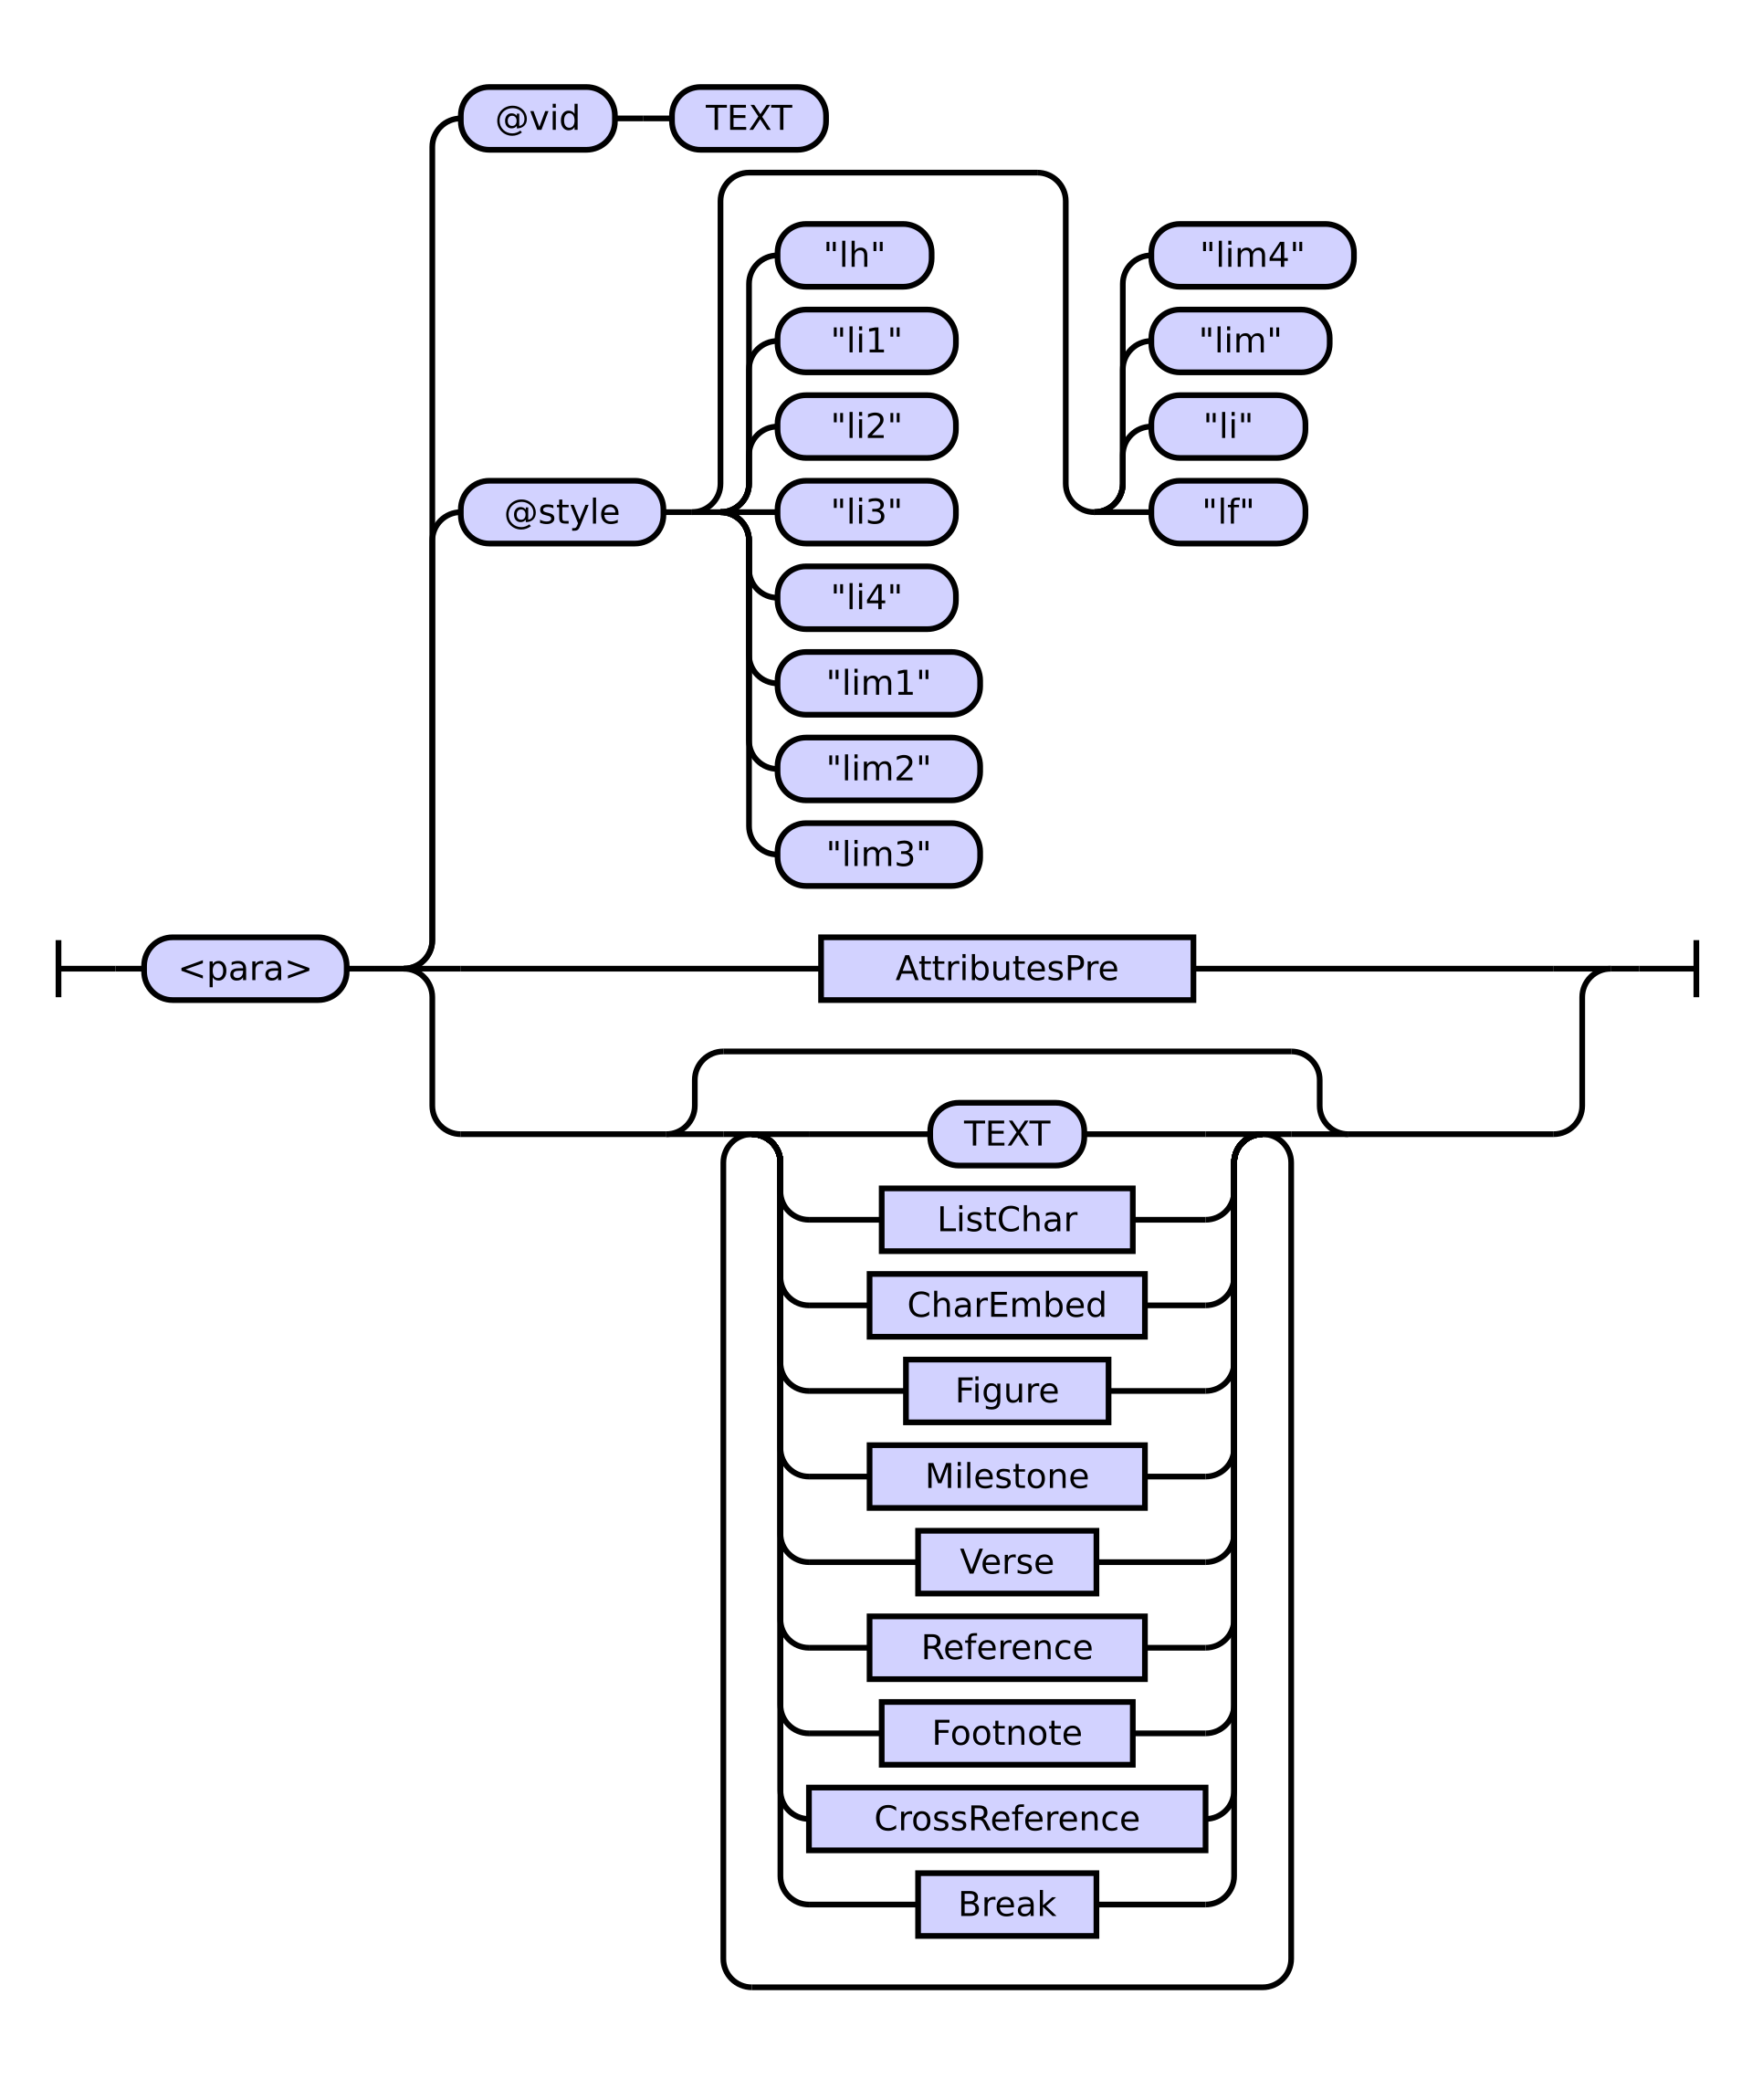 @vid
TEXT
"lh"
"li1"
"li2"
"li3"
"li4"
"lim1"
"lim2"
"lim3"
"lim4"
"lim"
"li"
"lf"
@style
<para>
AttributesPre
TEXT
ListChar
CharEmbed
Figure
Milestone
Verse
Reference
Footnote
CrossReference
Break